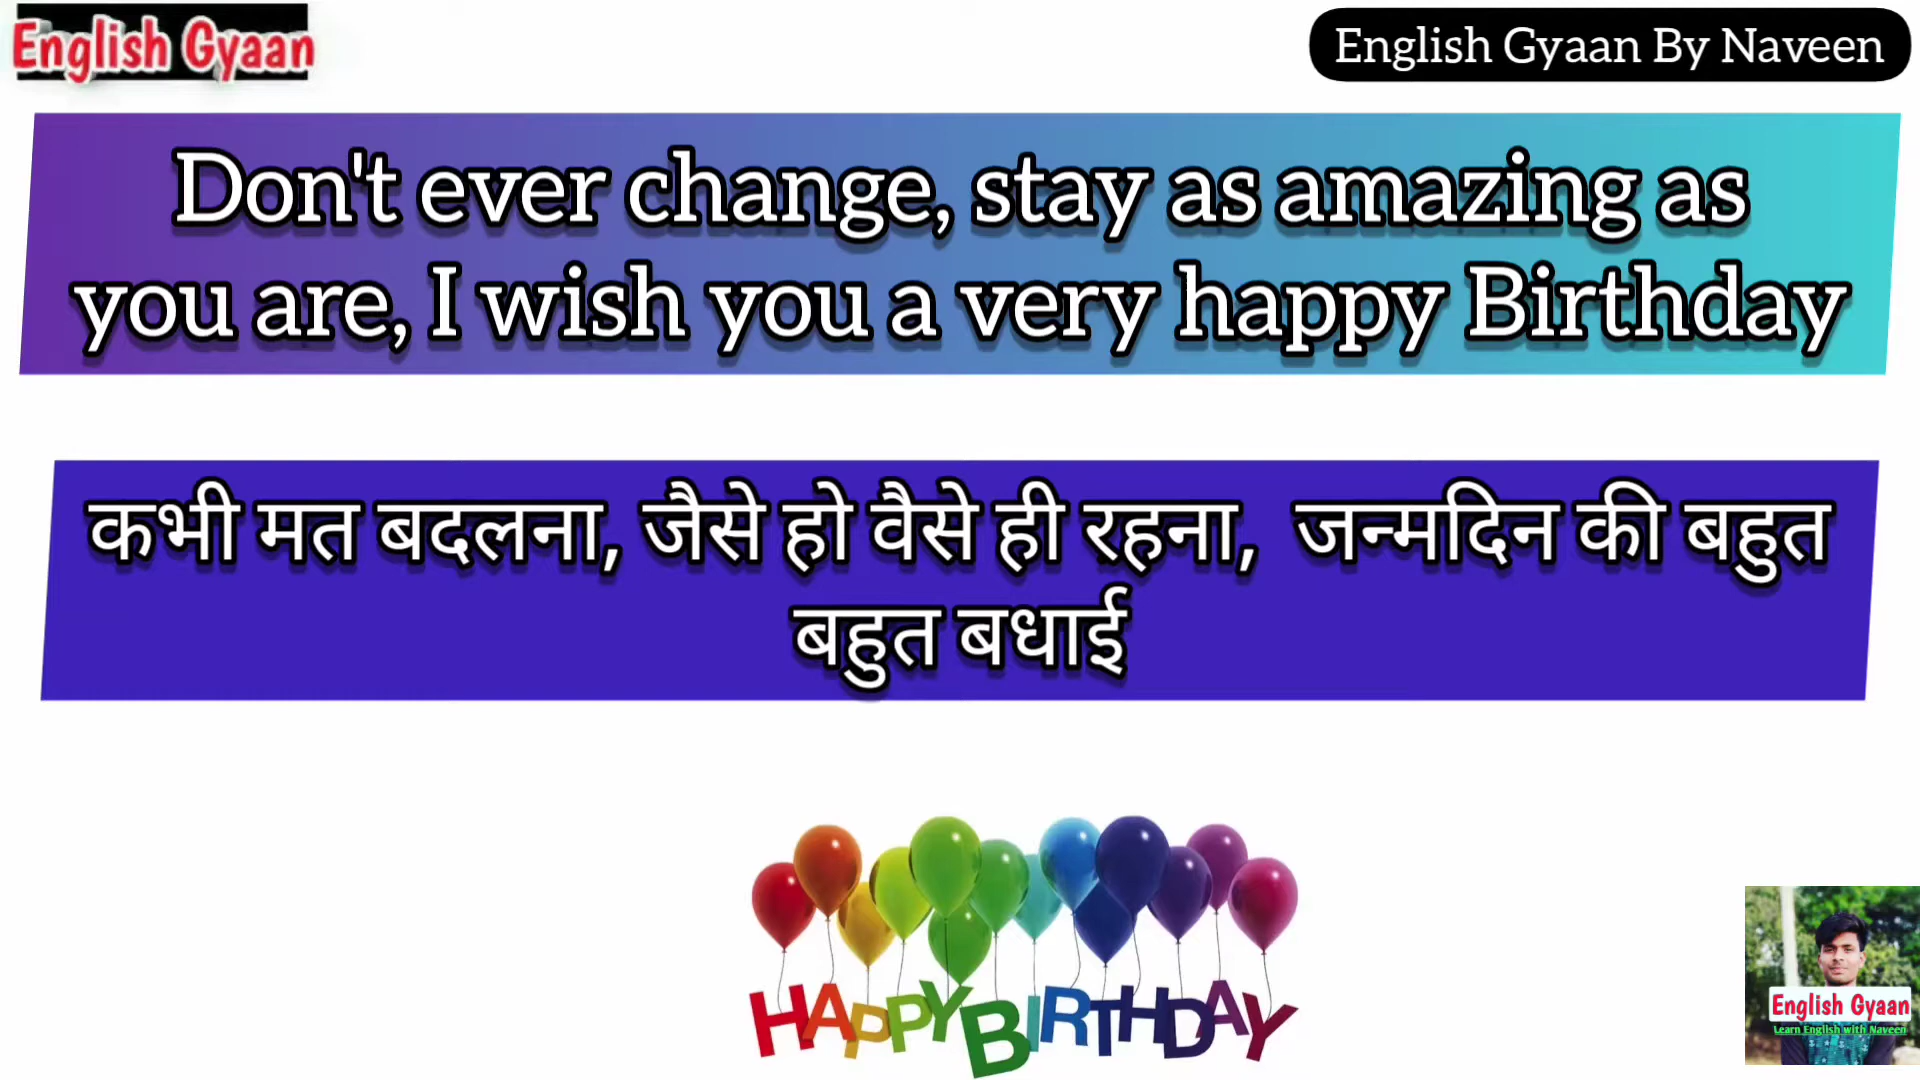 English Gyaan
English Gyaan By Naveen
Don't ever change, stay as amazing as
you are, I wish you a very happy Birthday
कभी मत बदलना, जैसे हो वैसे ही रहना, जन्मदिन की बहुत
बहुत बधाई
HAPPY BIRTHDAY
English Gyaan
Learn English with Naveen